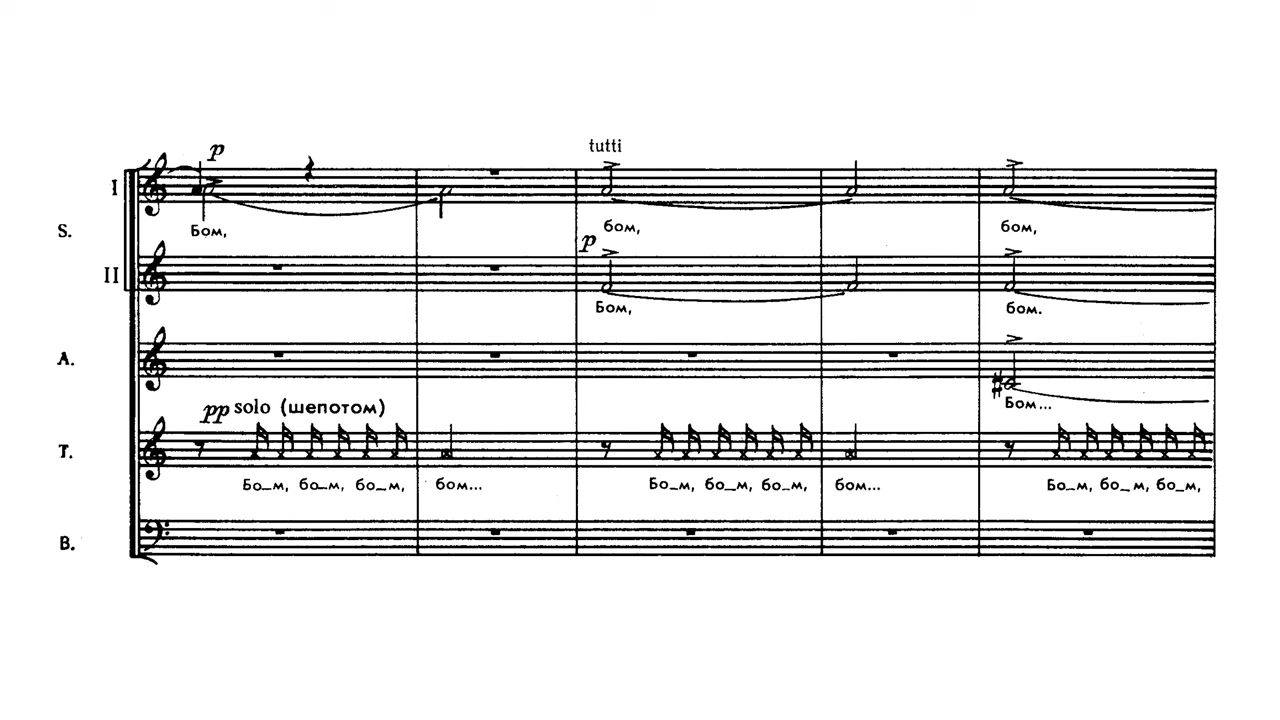 p
tutti
I
Бом,
бом,
бом,
S.
p
II
Бом,
бом.
A.
Бом...
pp solo (шепотом)
T.
Бо_м, бо_м, бо_м, бом... Бо_м, бо_м, бо_м, бом... Бо_м, бо_м, бо_м,
B.